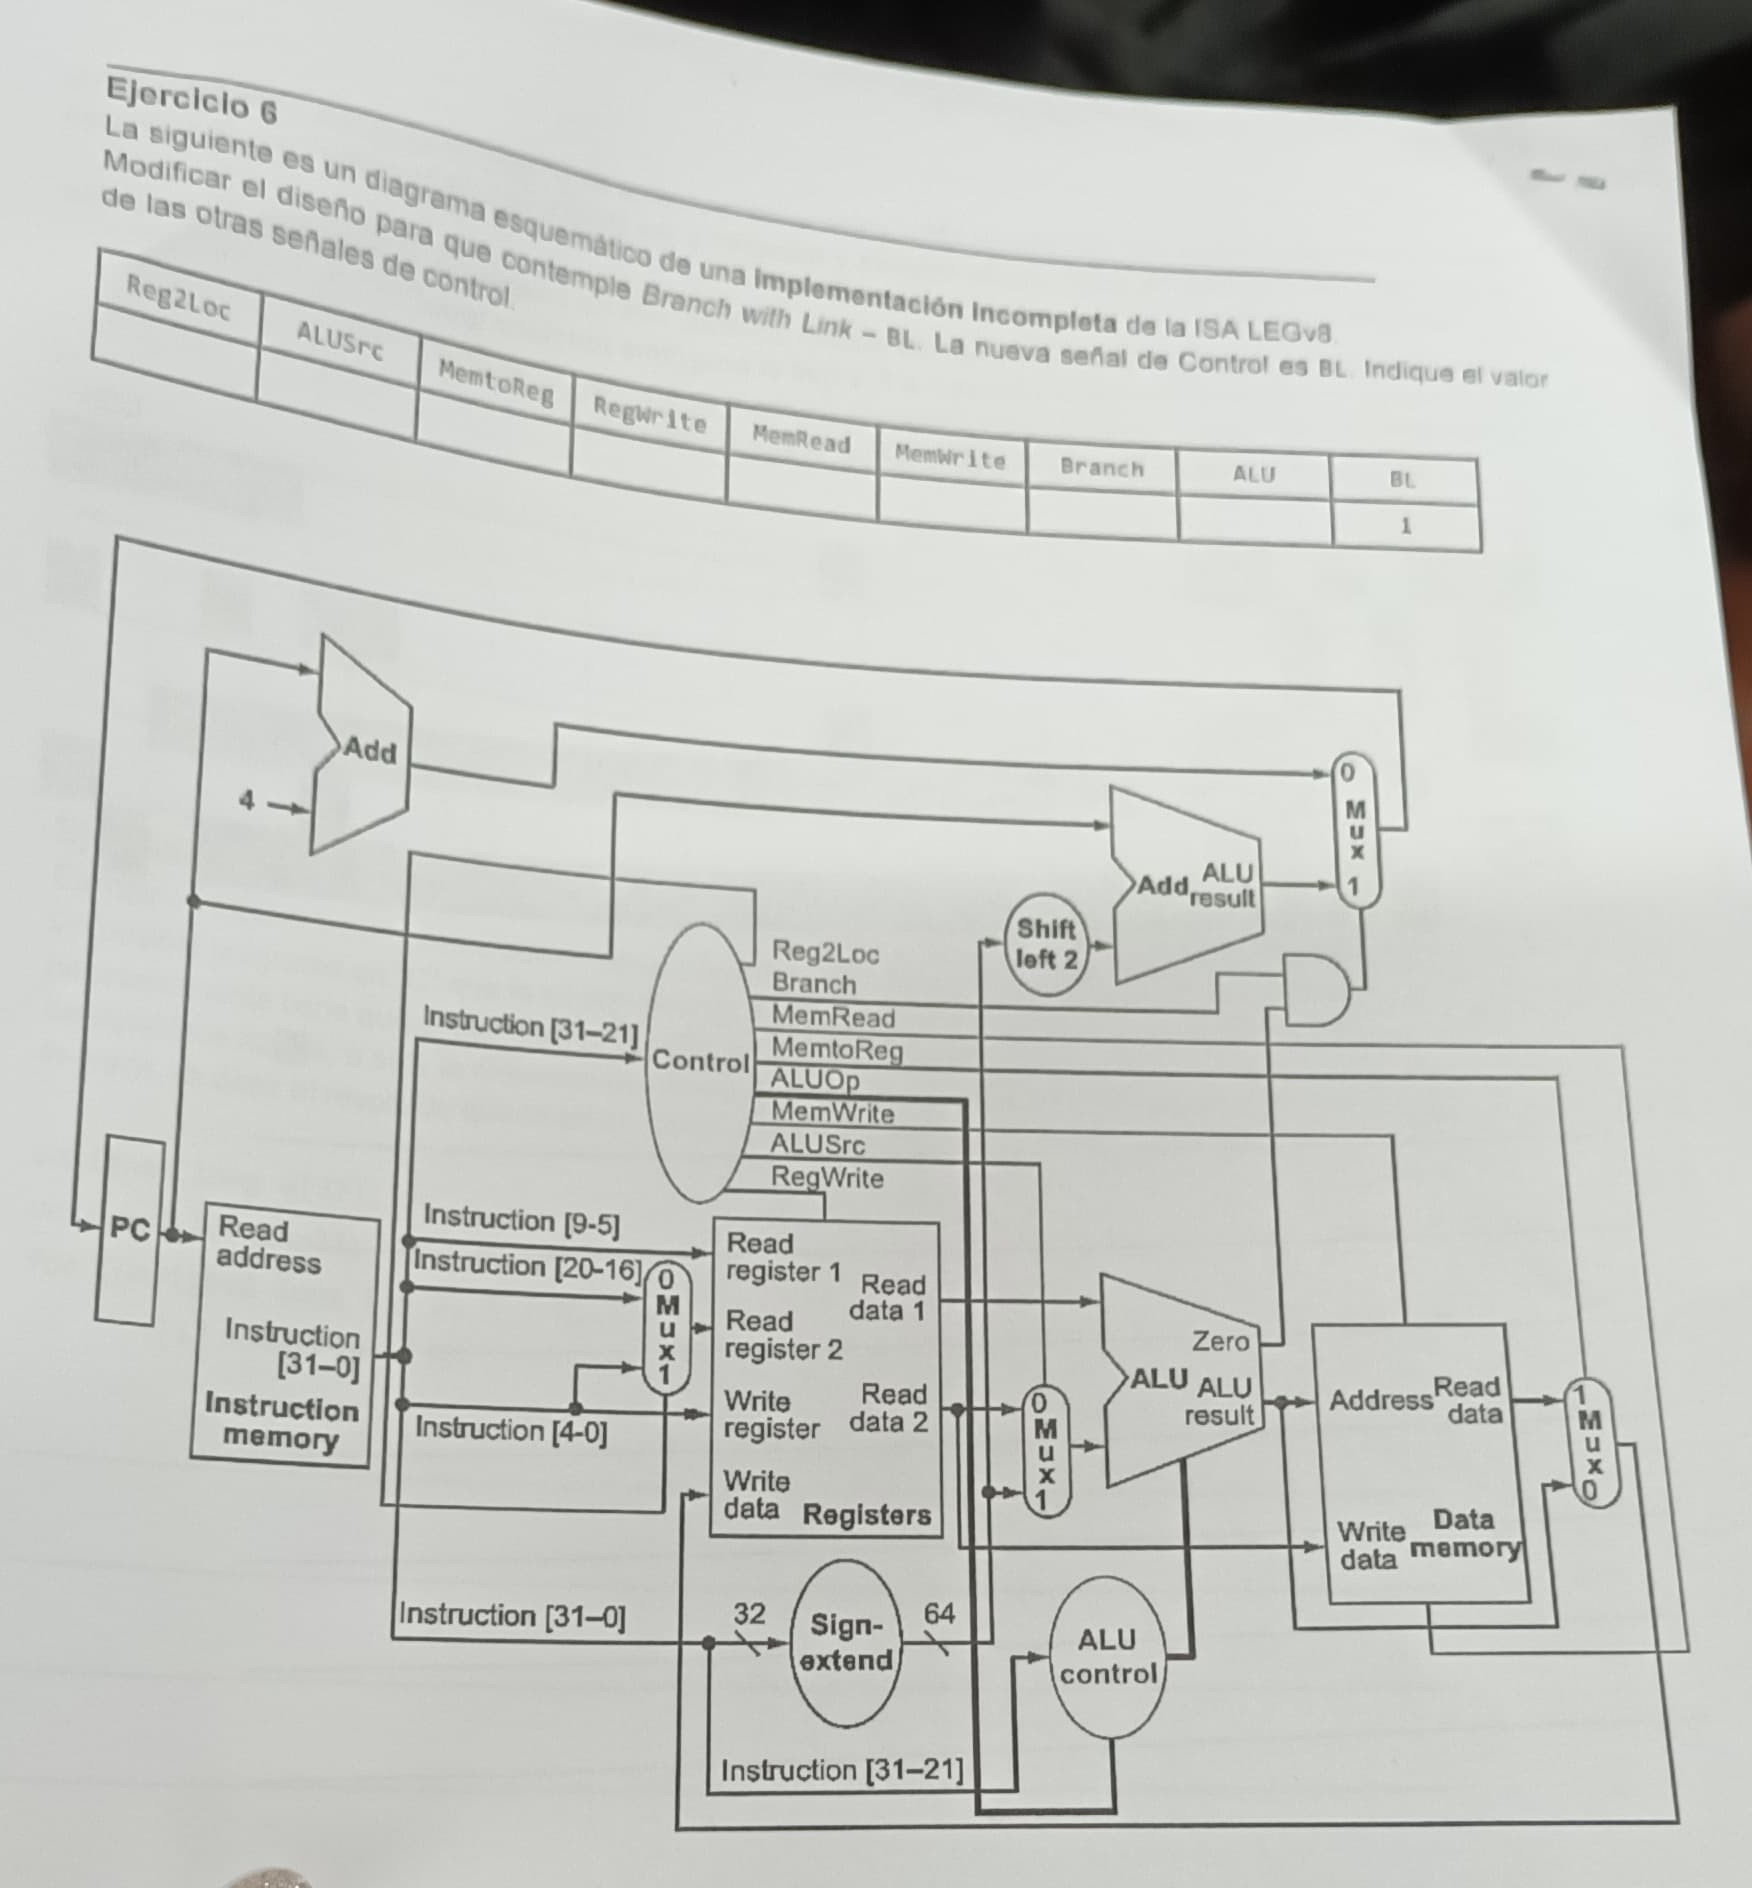 Ejercicio 6
La siguiente es un diagrama esquemático de una Implementación Incompleta de la ISA LEGv8.
Modificar el diseño para que contemple Branch with Link – BL. La nueva señal de Control es BL. Indique el valor
de las otras señales de control.
Reg2Loc ALUSrc MemtoReg RegWrite MemRead MemWrite Branch ALU BL
1
Add
4
0
Mux
1
Add ALU
result
Shift
left 2
Reg2Loc
Branch
MemRead
MemtoReg
ALUOp
MemWrite
ALUSrc
RegWrite
Instruction [31–21]
Control
PC
Read
address
Instruction
[31–0]
Instruction
memory
Instruction [9-5]
Instruction [20-16]
Instruction [4-0]
0
Mux
1
Read
register 1
Read
data 1
Read
register 2
Write
register
Read
data 2
Write
data
Registers
0
Mux
1
Zero
ALU ALU
result
Address
Read
data
Write
data
Data
memory
1
Mux
0
Instruction [31–0]
32
Sign-
extend
64
ALU
control
Instruction [31–21]